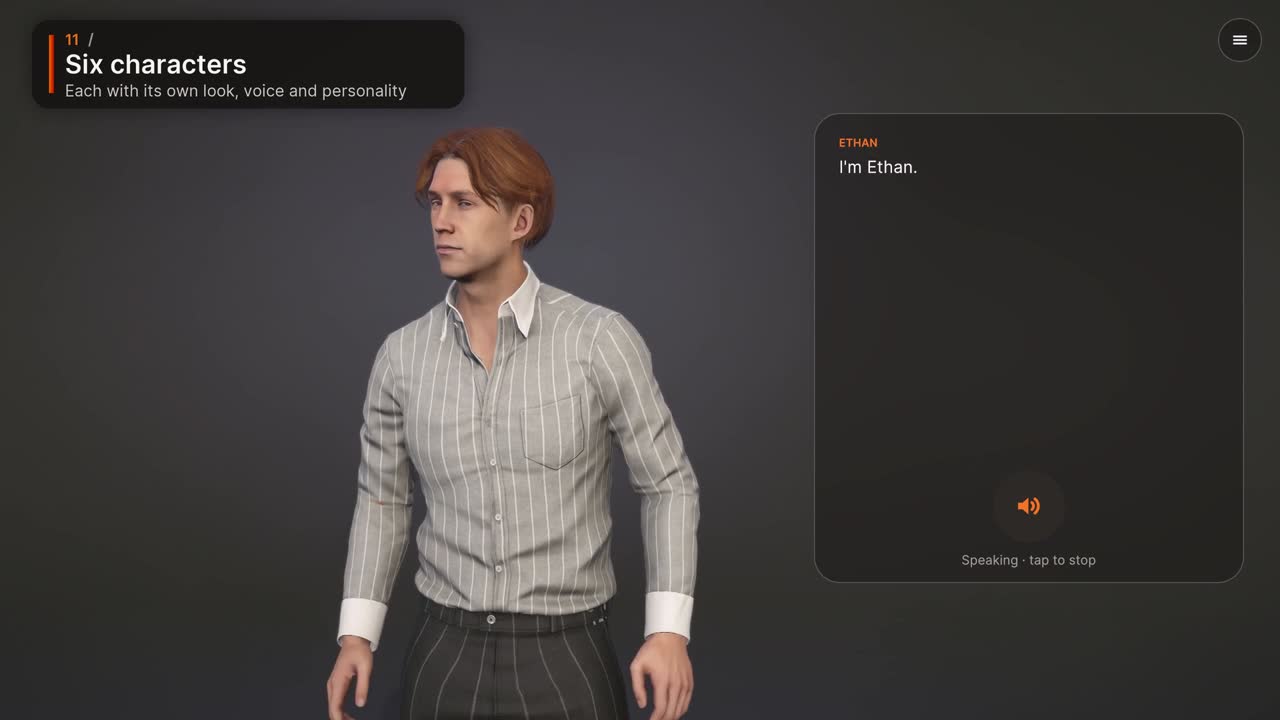 11 /
Six characters
Each with its own look, voice and personality
ETHAN
I'm Ethan.
Speaking · tap to stop